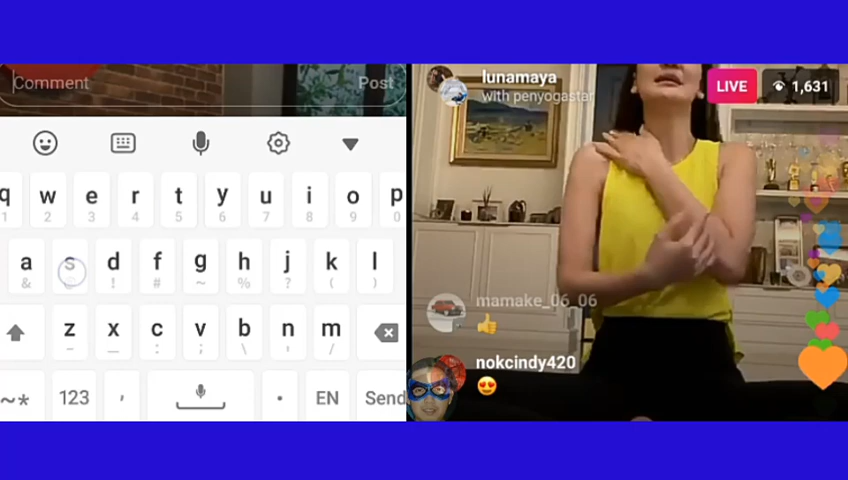 Comment
Post
q w e r t y u i o p
1 2 3 4 5 6 7 8 9 0
a s d f g h j k l
& @ ! # ~ % ? ( )
z x c v b n m
- _ : ; \ ' /
~* 123 , . EN Send
lunamaya
with penyogastar
LIVE
1,631
mamake_06_06
nokcindy420